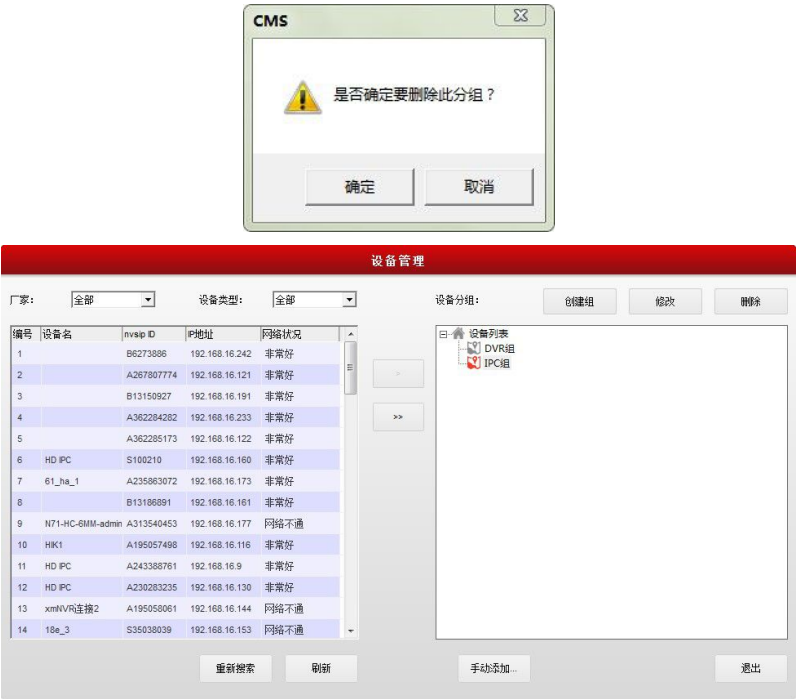 CMS
是否确定要删除此分组？
确定 取消
设备管理
厂家: 全部 设备类型: 全部 设备分组: 创建组 修改 删除
编号 设备名 nvsip ID IP地址 网络状况
1 B6273886 192.168.16.242 非常好
2 A267807774 192.168.16.121 非常好
3 B13150927 192.168.16.191 非常好
4 A362284282 192.168.16.233 非常好
5 A362285173 192.168.16.122 非常好
6 HD IPC S100210 192.168.16.160 非常好
7 61_ha_1 A235863072 192.168.16.173 非常好
8 B13186891 192.168.16.161 非常好
9 N71-HC-6MM-admin A313540453 192.168.16.177 网络不通
10 HIK1 A195057498 192.168.16.116 非常好
11 HD IPC A243388761 192.168.16.9 非常好
12 HD IPC A230283235 192.168.16.130 非常好
13 xmNVR连接2 A195058061 192.168.16.144 网络不通
14 18e_3 S35038039 192.168.16.153 网络不通
>
>>
设备列表
DVR组
IPC组
重新搜索 刷新 手动添加... 退出